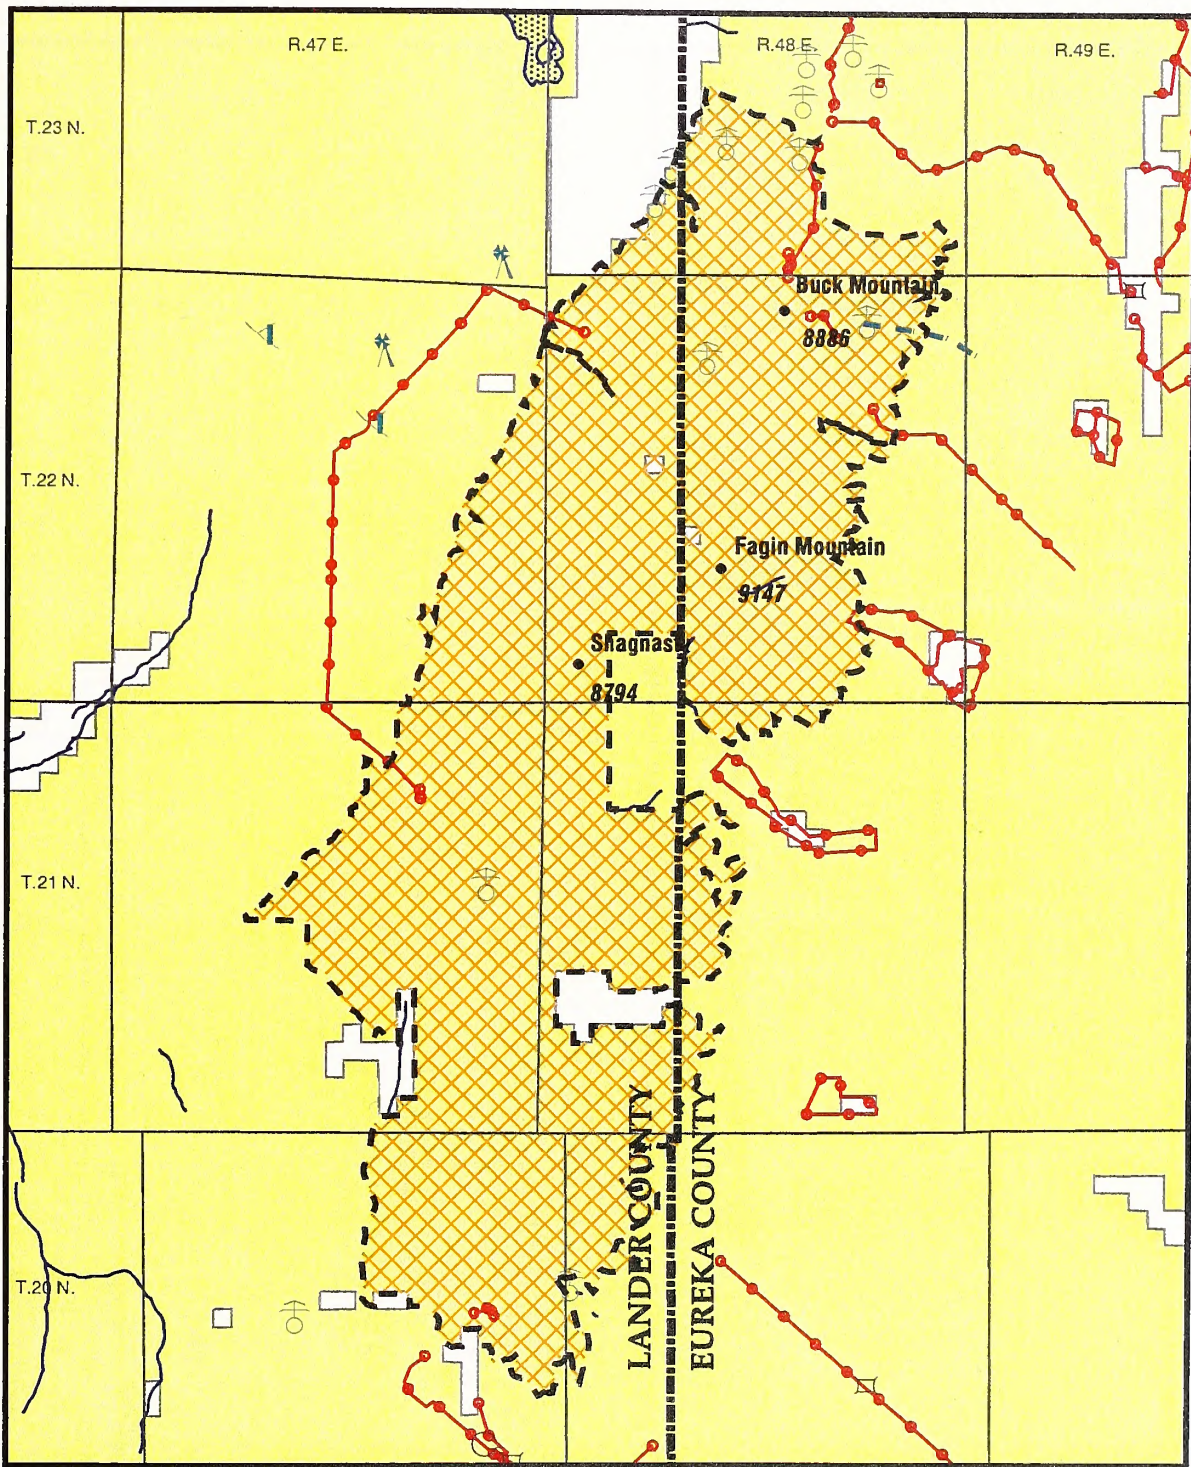 R.47 E.
R.48 E.
R.49 E.
T.23 N.
Buck Mountain
8886
T.22 N.
Fagin Mountain
9147
Shagnasty
8794
T.21 N.
LANDER COUNTY
EUREKA COUNTY
T.20 N.